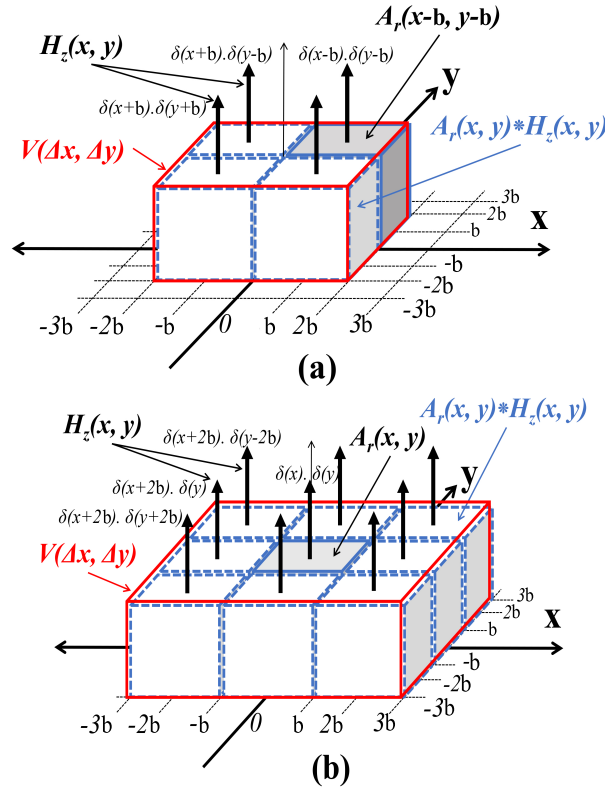 A_r(x-b, y-b)
H_z(x, y)
δ(x+b).δ(y-b)
δ(x-b).δ(y-b)
y
δ(x+b).δ(y+b)
A_r(x, y)*H_z(x, y)
V(Δx, Δy)
3b
2b
x
b
-b
-2b
-3b
-3b -2b -b 0 b 2b 3b
(a)
A_r(x, y)*H_z(x, y)
H_z(x, y)
δ(x+2b). δ(y-2b)
A_r(x, y)
y
δ(x+2b). δ(y)
δ(x). δ(y)
δ(x+2b). δ(y+2b)
V(Δx, Δy)
3b
2b
x
b
-b
-2b
-3b
-3b -2b -b 0 b 2b 3b
(b)